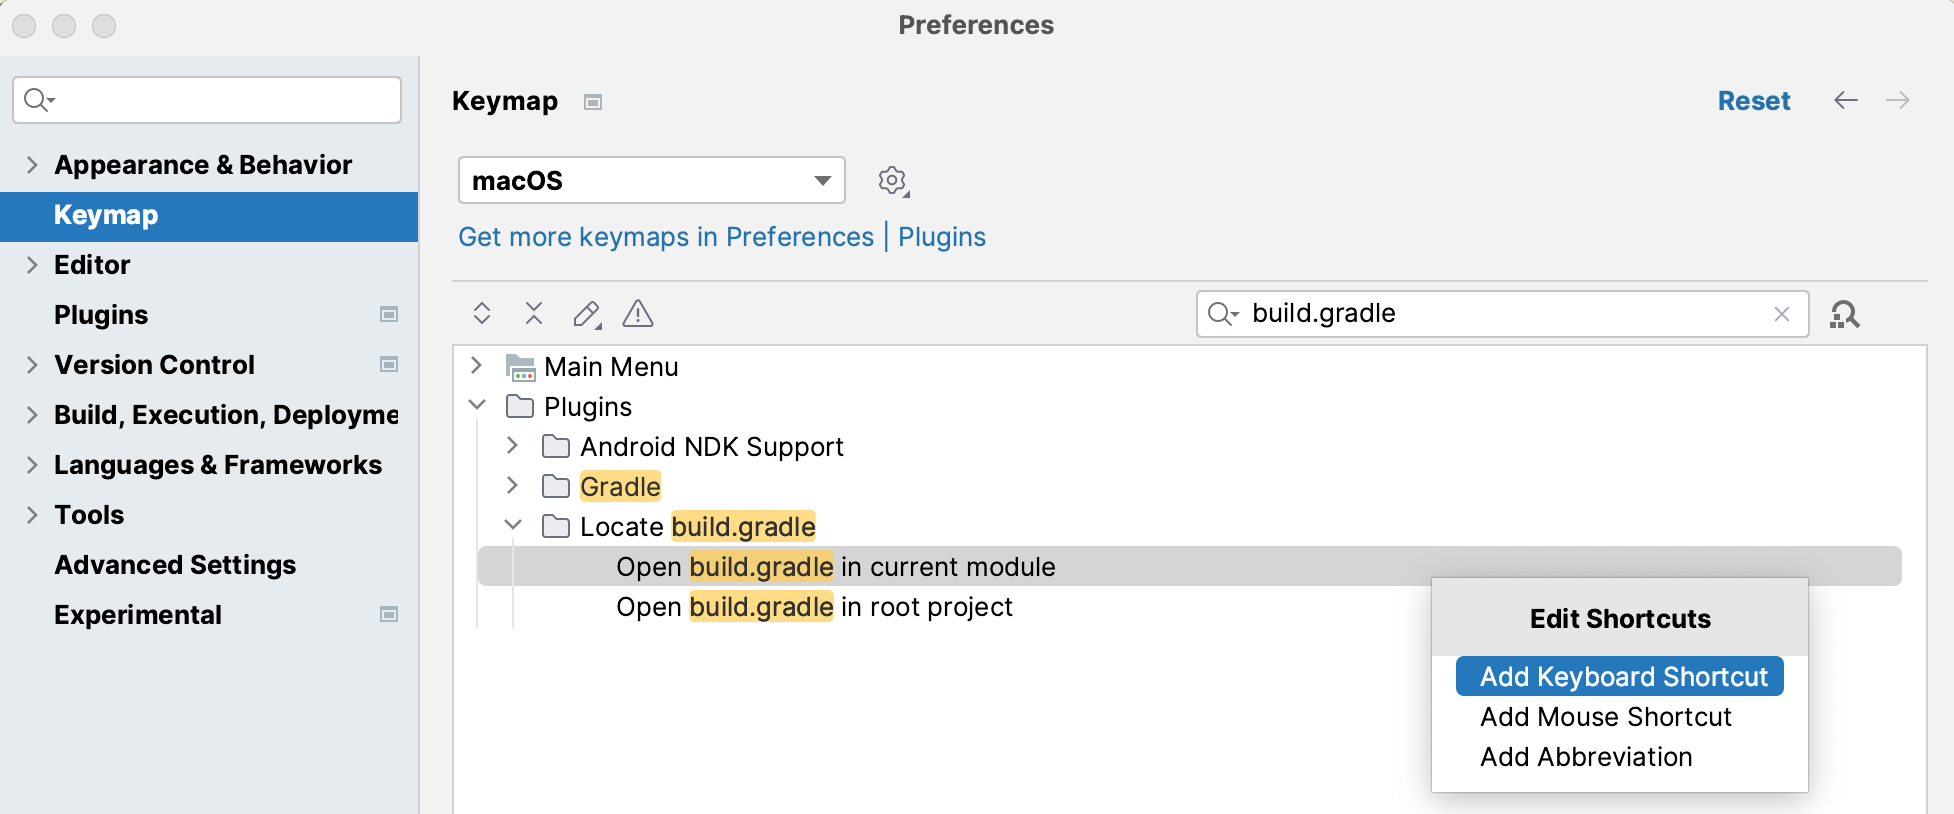 Preferences
Appearance & Behavior
Keymap
Editor
Plugins
Version Control
Build, Execution, Deployme
Languages & Frameworks
Tools
Advanced Settings
Experimental
Keymap
Reset
macOS
Get more keymaps in Preferences | Plugins
build.gradle
Main Menu
Plugins
Android NDK Support
Gradle
Locate build.gradle
Open build.gradle in current module
Open build.gradle in root project
Edit Shortcuts
Add Keyboard Shortcut
Add Mouse Shortcut
Add Abbreviation